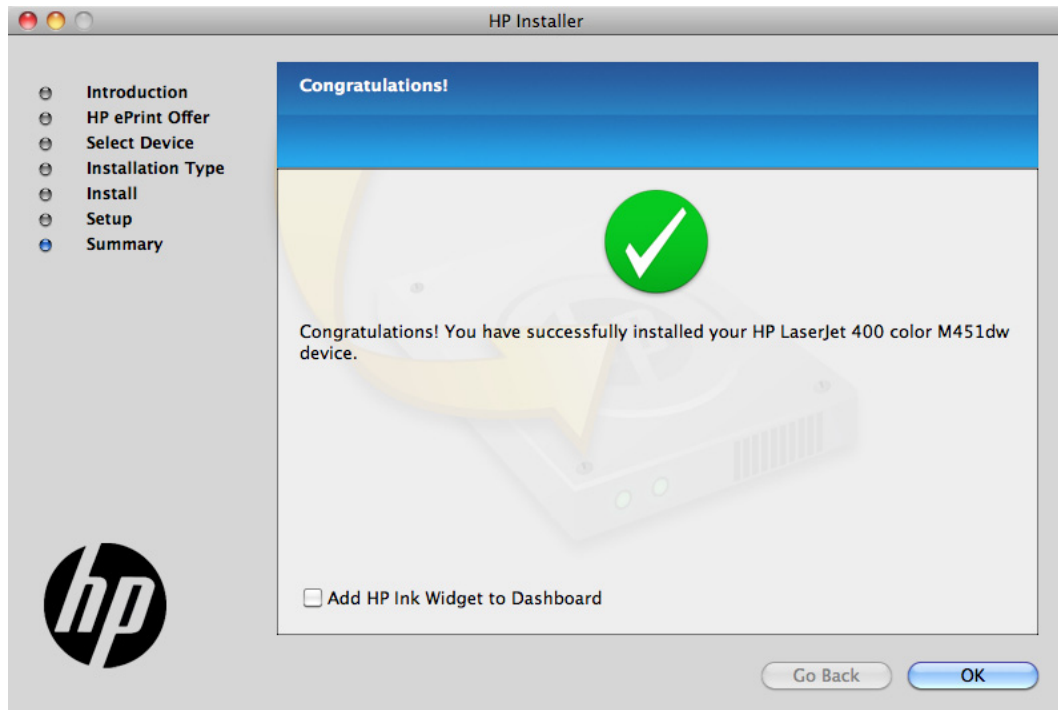 HP Installer
Introduction
HP ePrint Offer
Select Device
Installation Type
Install
Setup
Summary
Congratulations!
Congratulations! You have successfully installed your HP LaserJet 400 color M451dw
device.
Add HP Ink Widget to Dashboard
hp
Go Back
OK